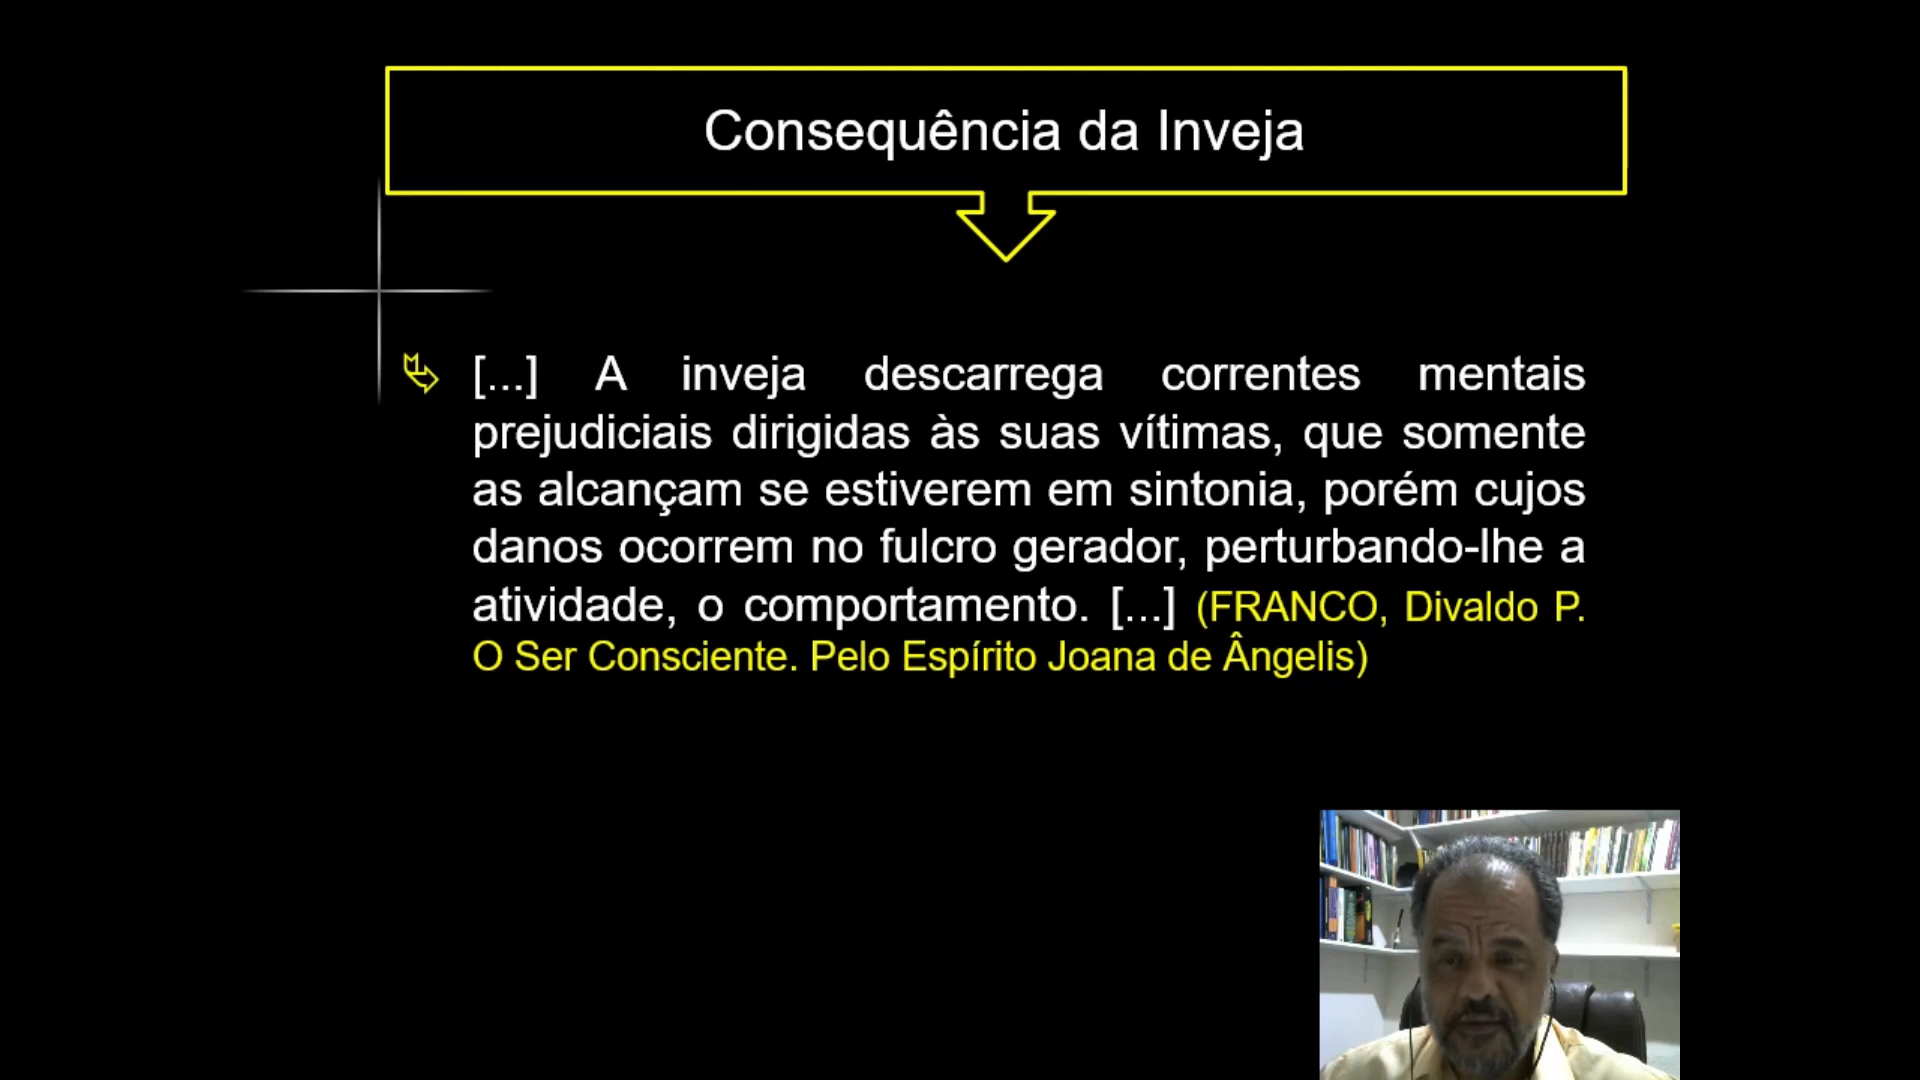 Consequência da Inveja
[...] A inveja descarrega correntes mentais
prejudiciais dirigidas às suas vítimas, que somente
as alcançam se estiverem em sintonia, porém cujos
danos ocorrem no fulcro gerador, perturbando-lhe a
atividade, o comportamento. [...] (FRANCO, Divaldo P.
O Ser Consciente. Pelo Espírito Joana de Ângelis)